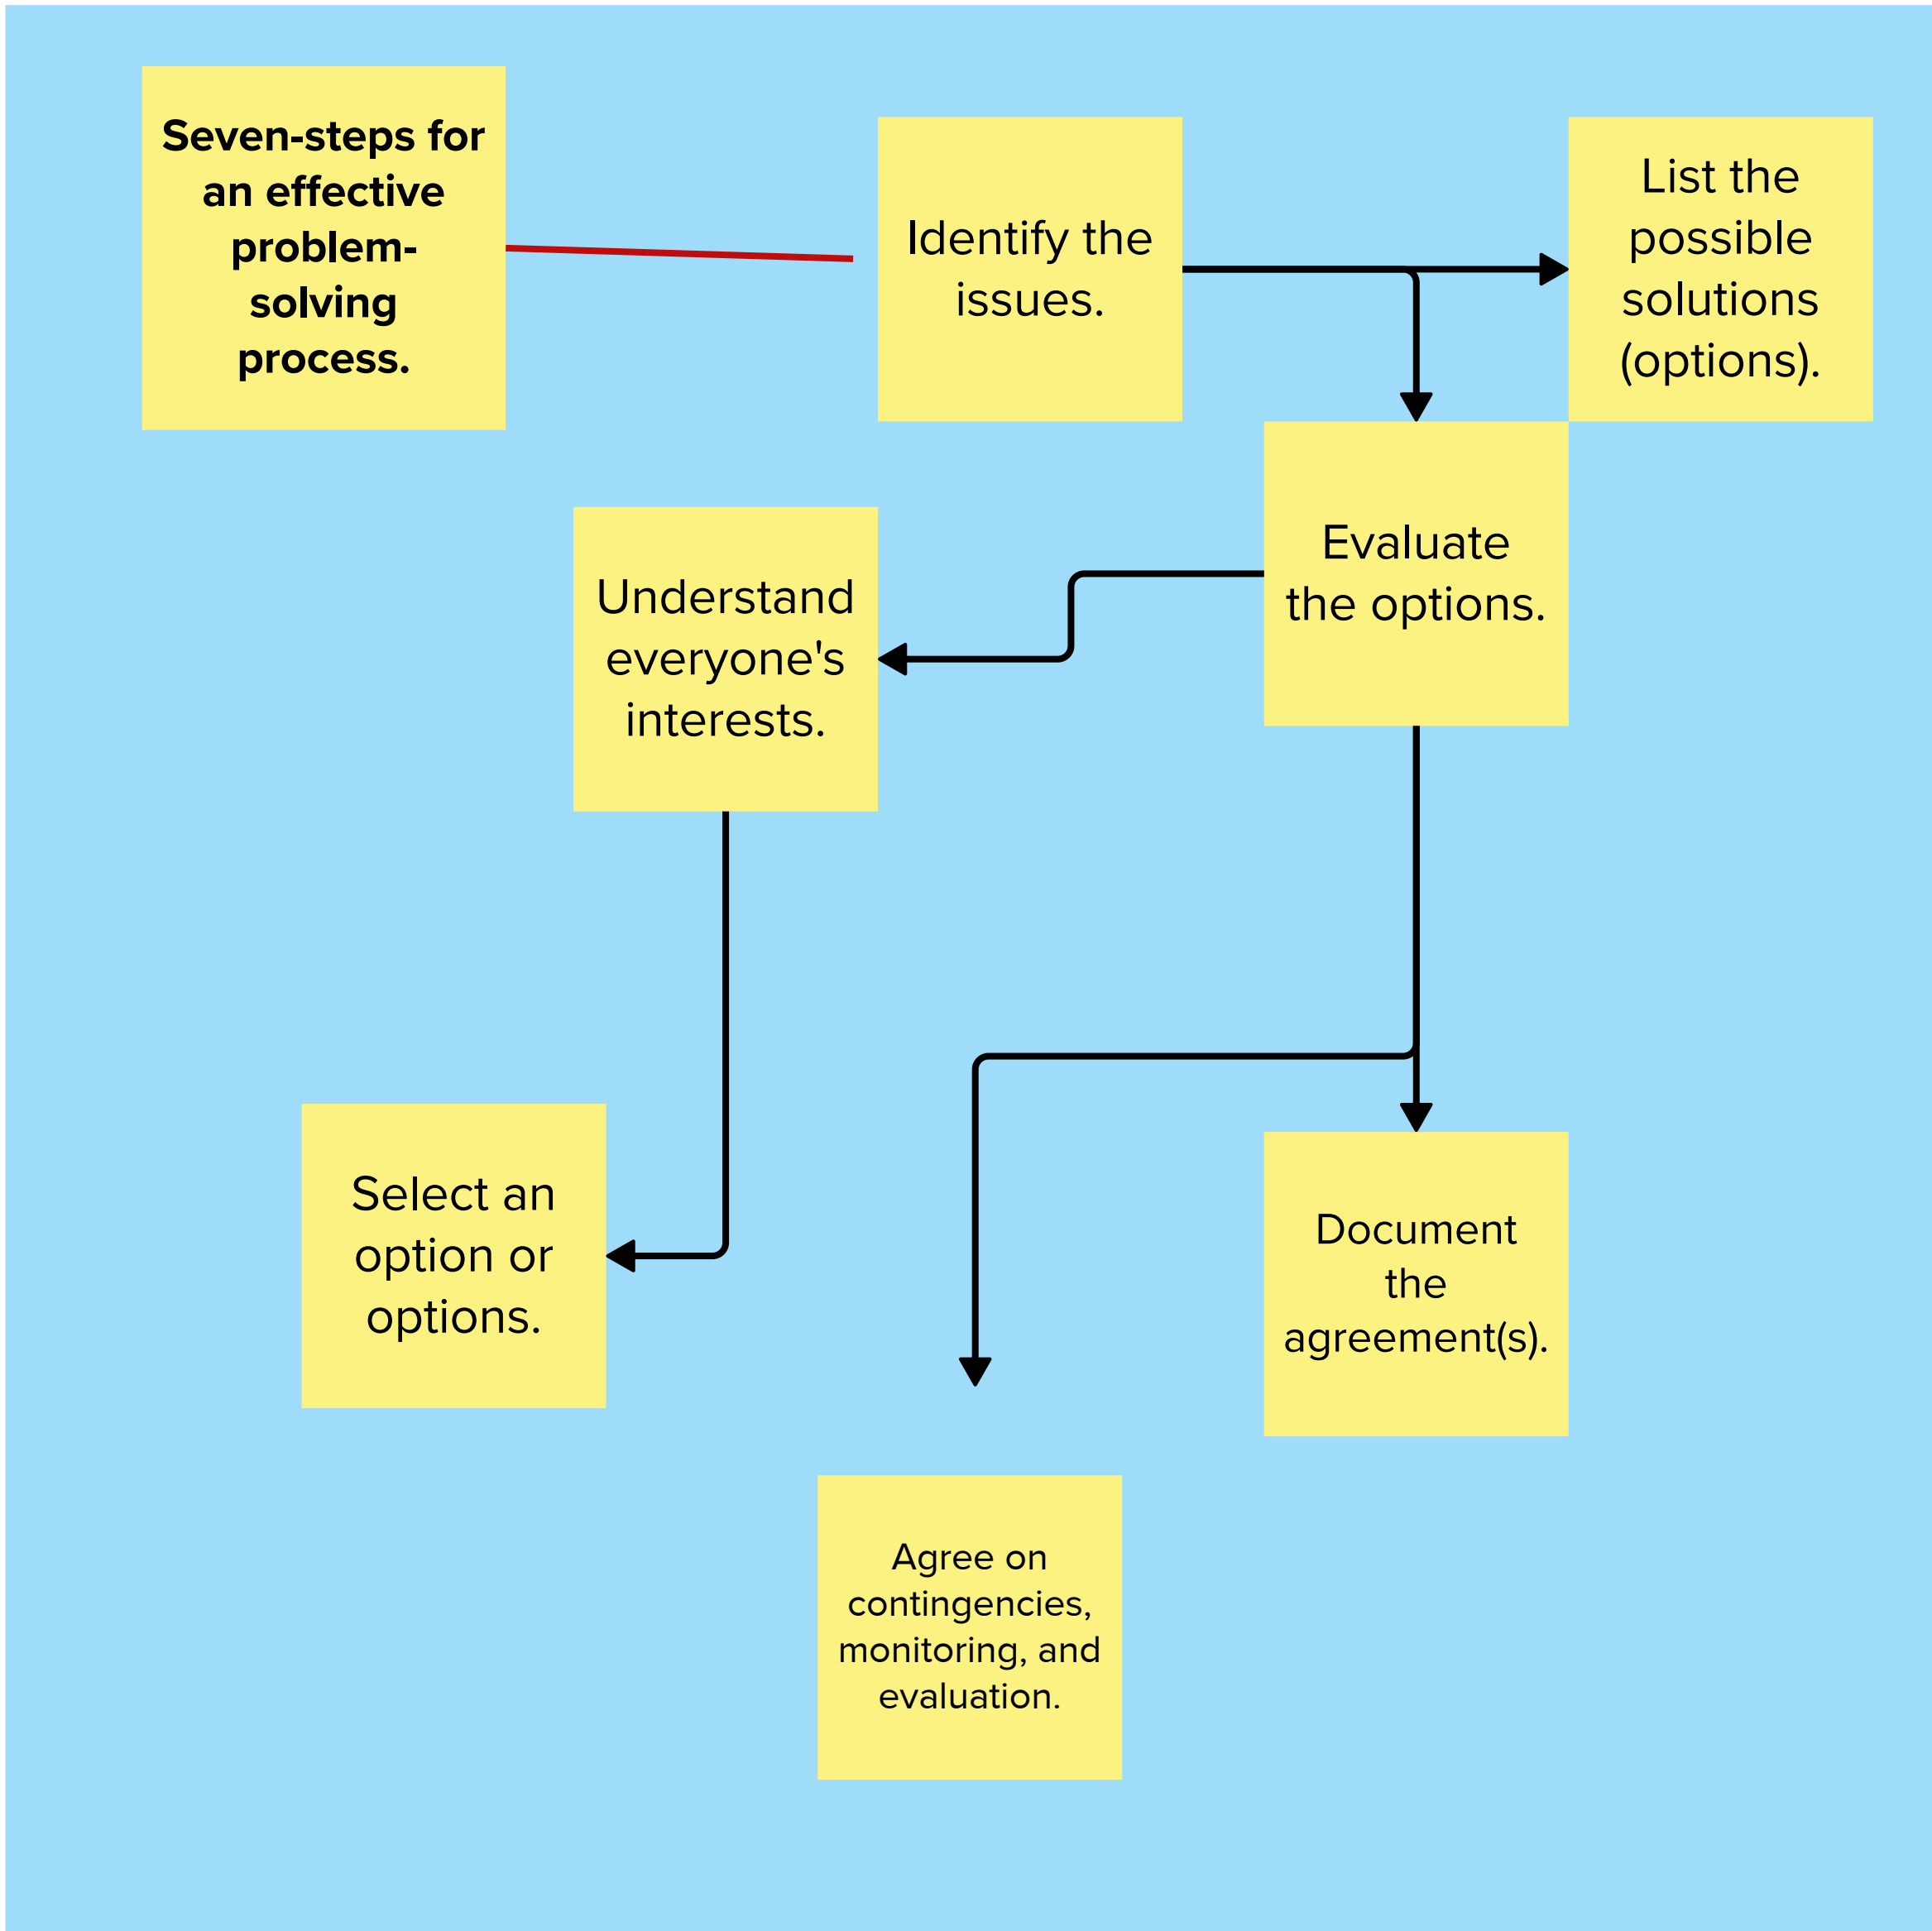 Seven-steps for
an effective
problem-
solving
process.
Identify the
issues.
List the
possible
solutions
(options).
Evaluate
the options.
Understand
everyone's
interests.
Select an
option or
options.
Document
the
agreement(s).
Agree on
contingencies,
monitoring, and
evaluation.